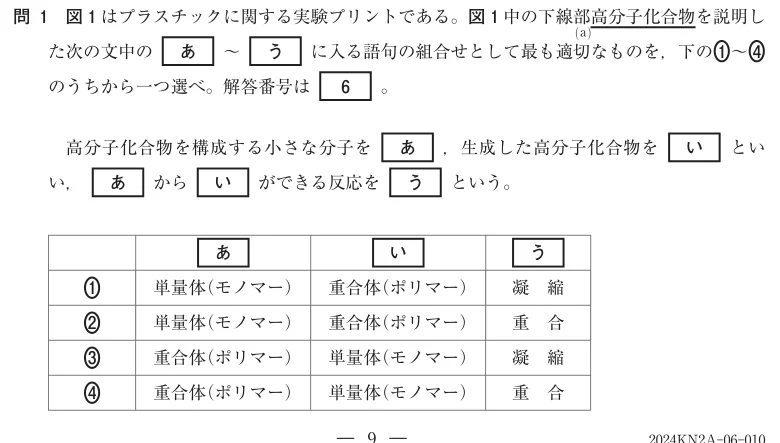 問 1 図1はプラスチックに関する実験プリントである。図1中の下線部高分子化合物を説明し
(a)
た次の文中の あ ～ う に入る語句の組合せとして最も適切なものを，下の①～④
のうちから一つ選べ。解答番号は 6 。
高分子化合物を構成する小さな分子を あ ，生成した高分子化合物を い とい
い， あ から い ができる反応を う という。
あ い う
① 単量体(モノマー) 重合体(ポリマー) 凝 縮
② 単量体(モノマー) 重合体(ポリマー) 重 合
③ 重合体(ポリマー) 単量体(モノマー) 凝 縮
④ 重合体(ポリマー) 単量体(モノマー) 重 合
― 9 ―
2024KN2A-06-010